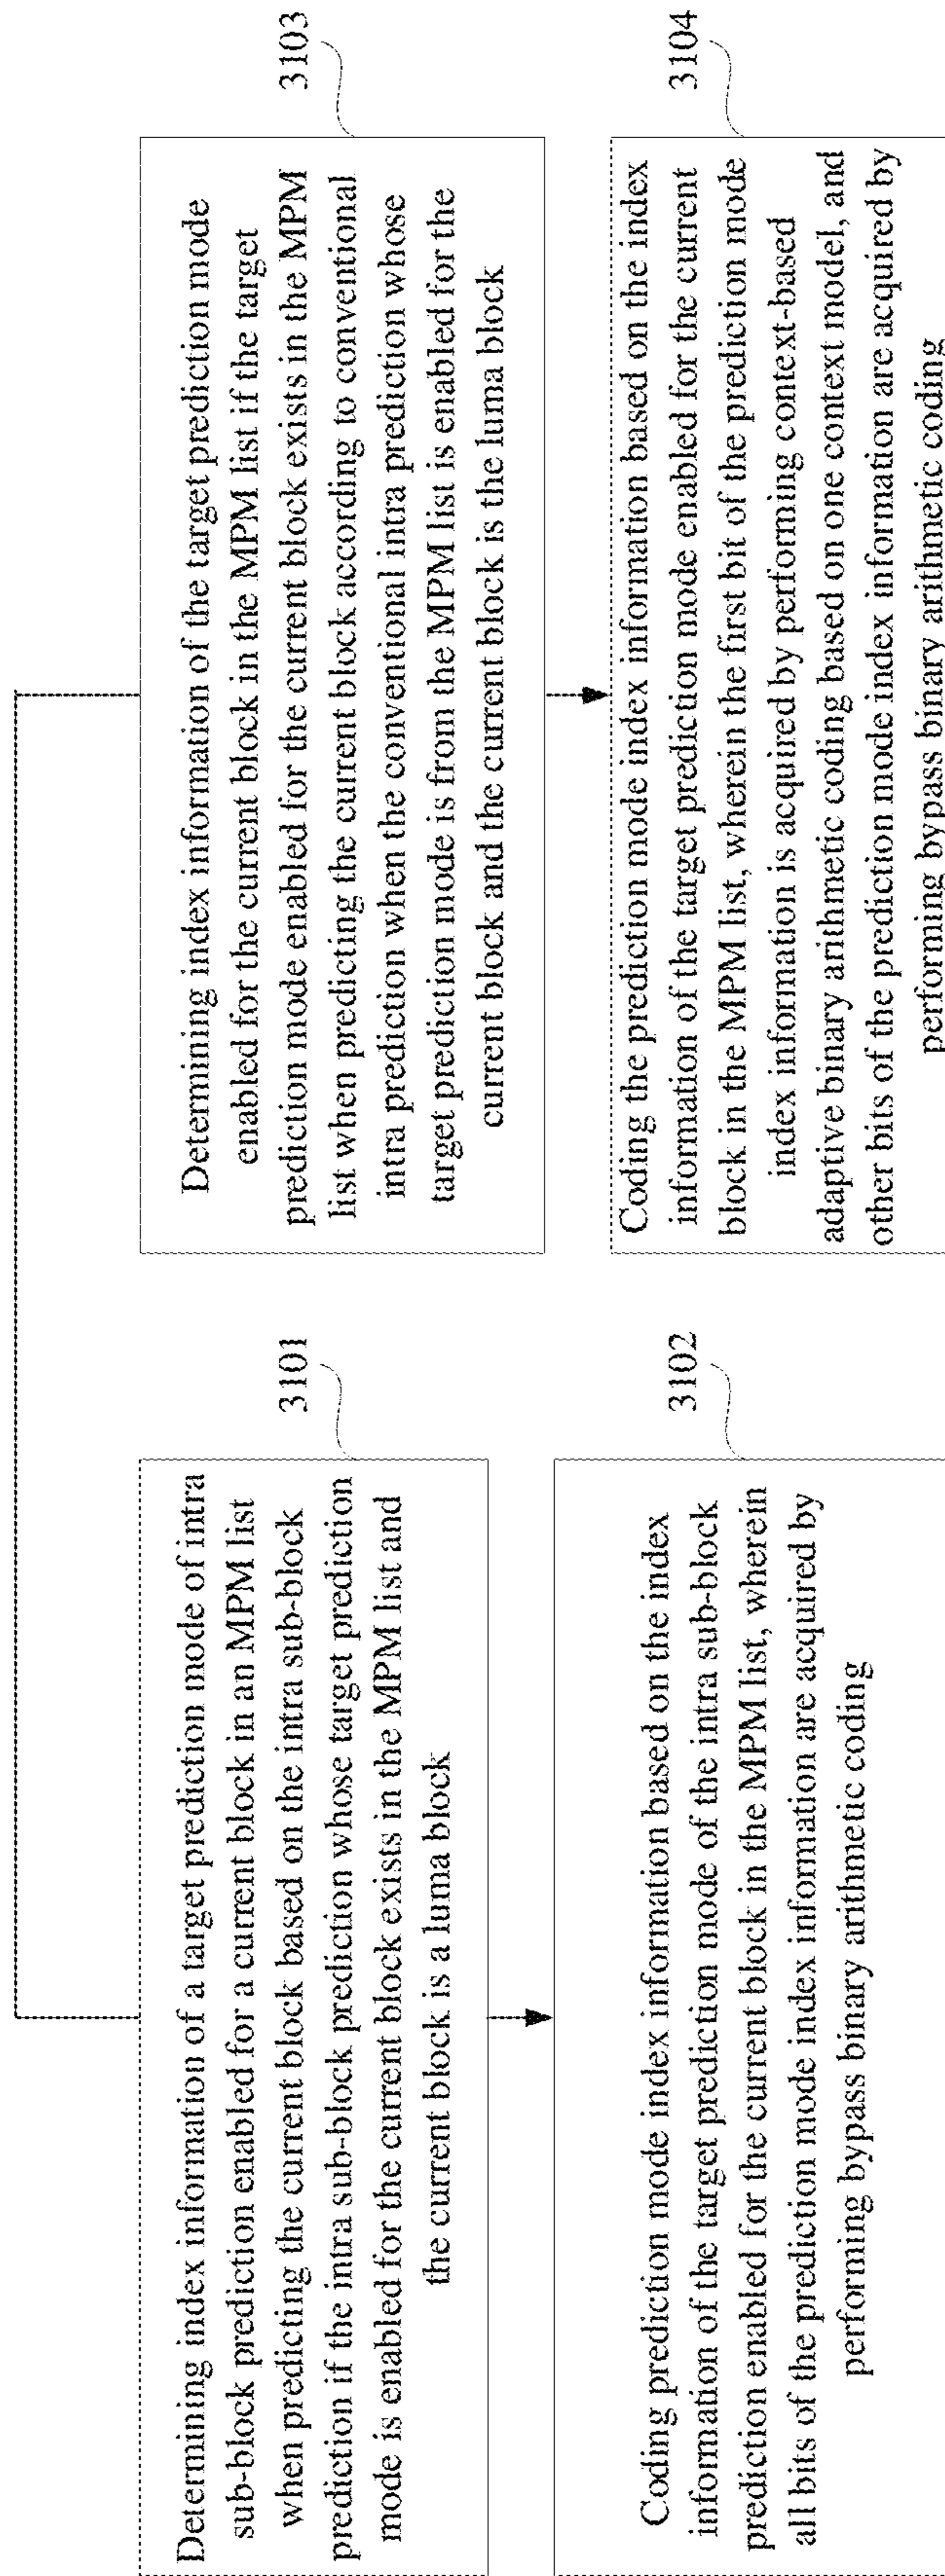 Determining index information of a target prediction mode of intra
sub-block prediction enabled for a current block in an MPM list
when predicting the current block based on the intra sub-block
prediction if the intra sub-block prediction whose target prediction
mode is enabled for the current block exists in the MPM list and
the current block is a luma block
3101
Coding prediction mode index information based on the index
information of the target prediction mode of the intra sub-block
prediction enabled for the current block in the MPM list, wherein
all bits of the prediction mode index information are acquired by
performing bypass binary arithmetic coding
3102
Determining index information of the target prediction mode
enabled for the current block in the MPM list if the target
prediction mode enabled for the current block exists in the MPM
list when predicting the current block according to conventional
intra prediction when the conventional intra prediction whose
target prediction mode is from the MPM list is enabled for the
current block and the current block is the luma block
3103
Coding the prediction mode index information based on the index
information of the target prediction mode enabled for the current
block in the MPM list, wherein the first bit of the prediction mode
index information is acquired by performing context-based
adaptive binary arithmetic coding based on one context model, and
other bits of the prediction mode index information are acquired by
performing bypass binary arithmetic coding
3104